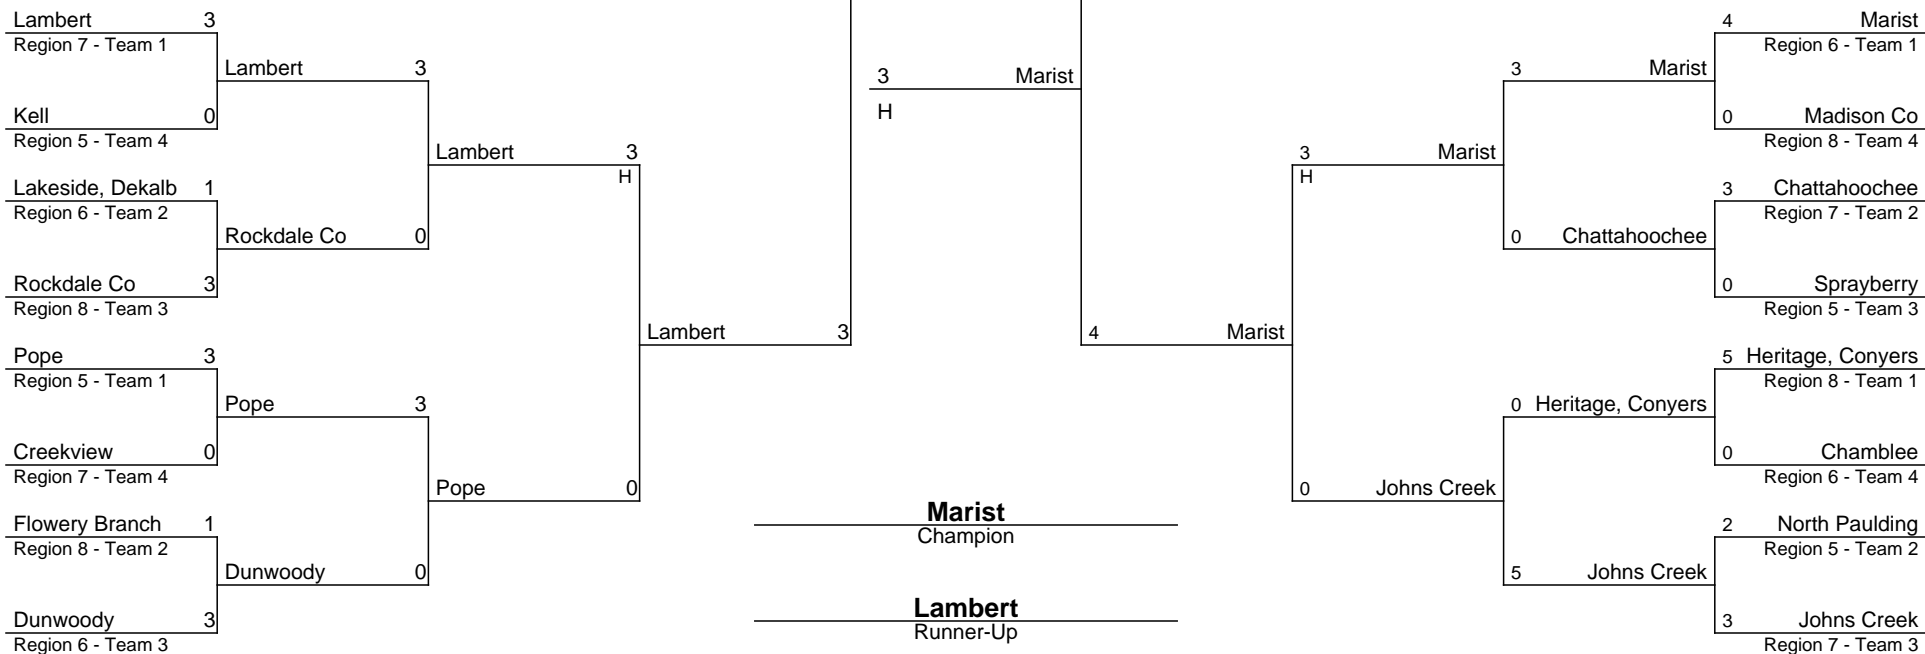 Lambert 3
Region 7 - Team 1
Kell 0
Region 5 - Team 4
Lakeside, Dekalb 1
Region 6 - Team 2
Rockdale Co 3
Region 8 - Team 3
Pope 3
Region 5 - Team 1
Creekview 0
Region 7 - Team 4
Flowery Branch 1
Region 8 - Team 2
Dunwoody 3
Region 6 - Team 3
Lambert 3
Rockdale Co 0
Pope 3
Dunwoody 0
Lambert 3
H
Pope 0
Lambert 3
3 Marist
H
Marist
Champion
Lambert
Runner-Up
4 Marist
3 Marist
H
0 Johns Creek
3 Marist
0 Chattahoochee
0 Heritage, Conyers
5 Johns Creek
4 Marist
Region 6 - Team 1
0 Madison Co
Region 8 - Team 4
3 Chattahoochee
Region 7 - Team 2
0 Sprayberry
Region 5 - Team 3
5 Heritage, Conyers
Region 8 - Team 1
0 Chamblee
Region 6 - Team 4
2 North Paulding
Region 5 - Team 2
3 Johns Creek
Region 7 - Team 3